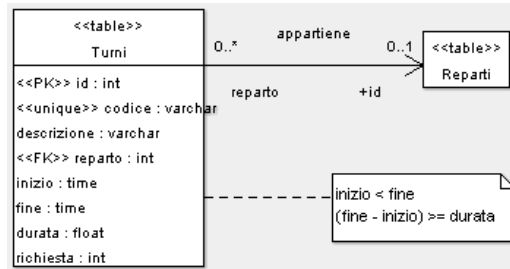 <<table>>
Turni
<<PK>> id : int
<<unique>> codice : varchar
descrizione : varchar
<<FK>> reparto : int
inizio : time
fine : time
durata : float
richiesta : int
0..* appartiene 0..1
reparto +id
<<table>>
Reparti
inizio < fine
(fine - inizio) >= durata